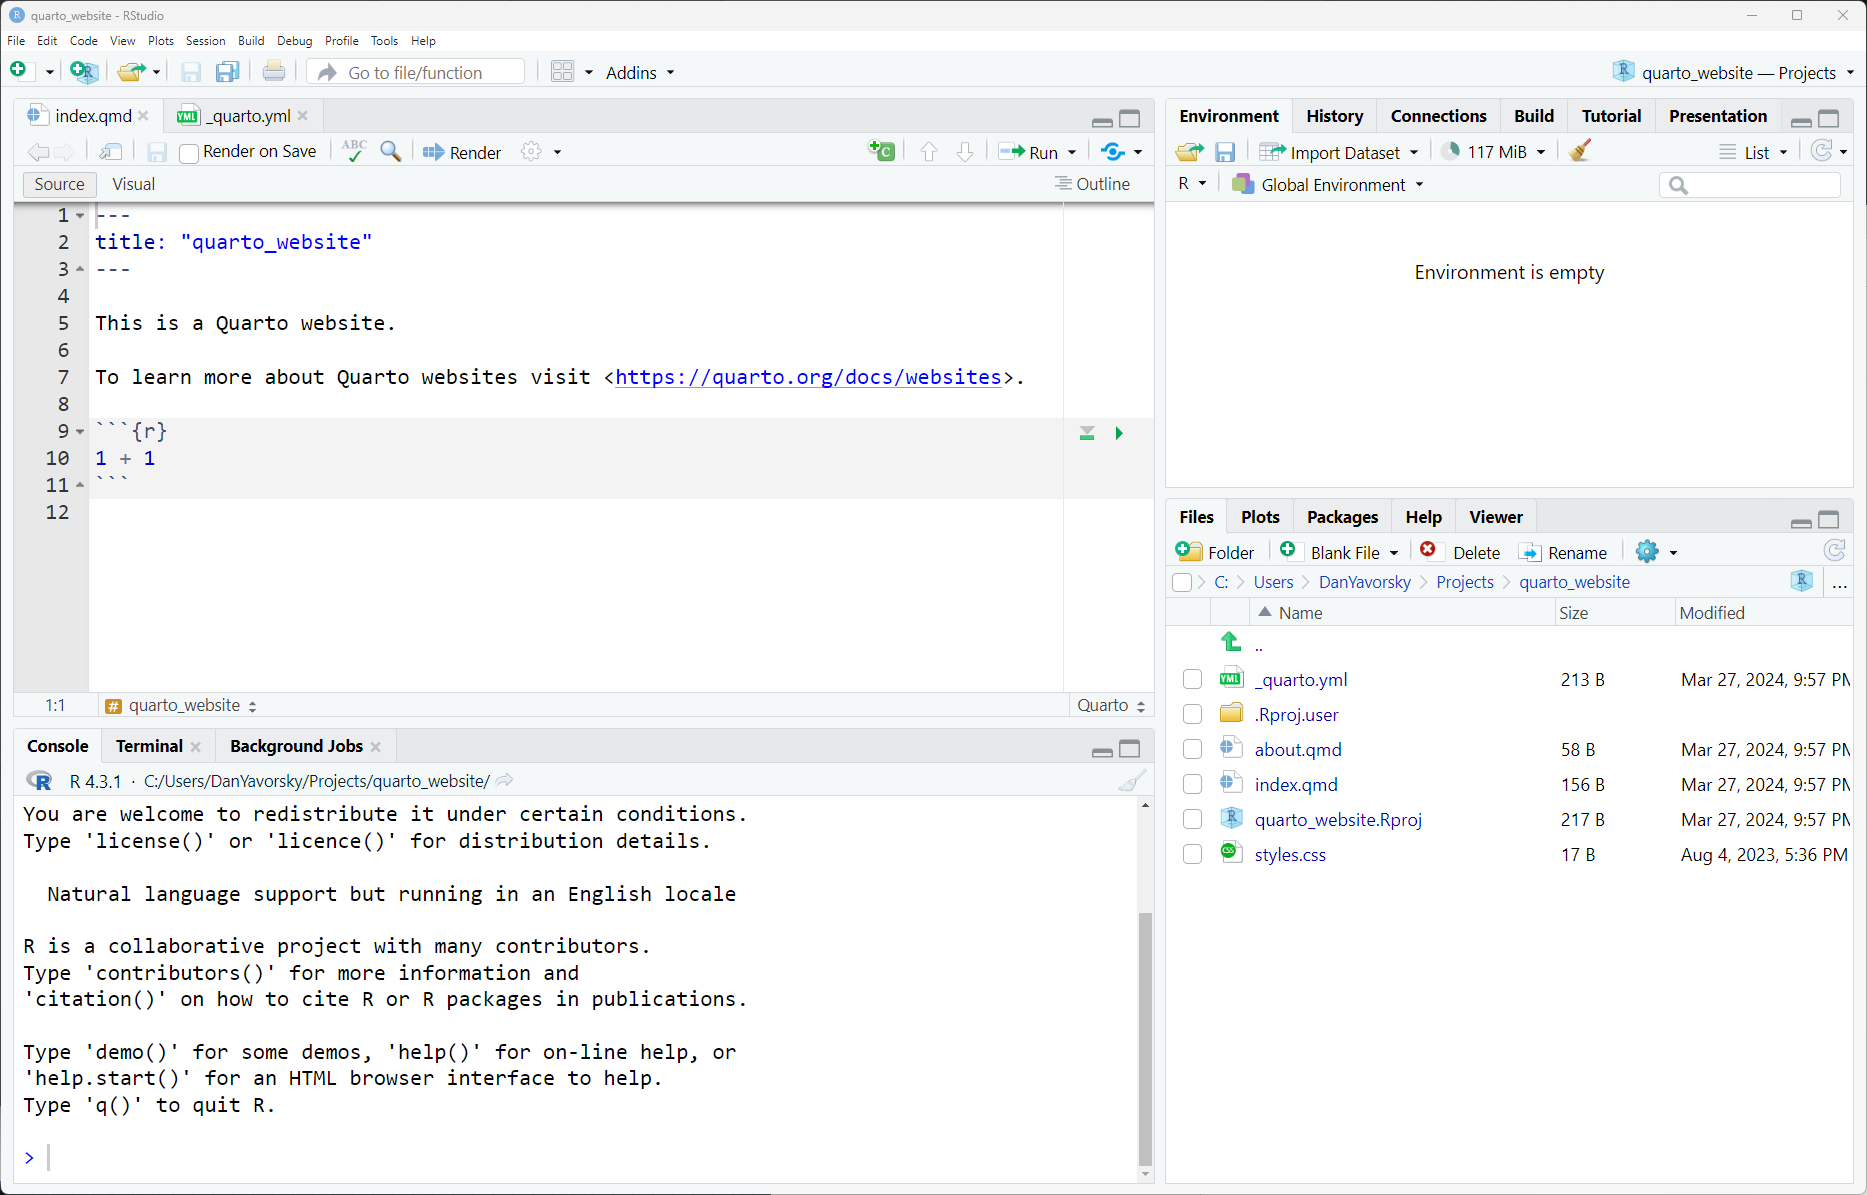 quarto_website - RStudio
File Edit Code View Plots Session Build Debug Profile Tools Help
Go to file/function Addins quarto_website — Projects
index.qmd _quarto.yml
Render on Save ABC Render Run
Source Visual Outline
1 ---
2 title: "quarto_website"
3 ---
4
5 This is a Quarto website.
6
7 To learn more about Quarto websites visit <https://quarto.org/docs/websites>.
8
9 ```{r}
10 1 + 1
11 ```
12
1:1 # quarto_website Quarto
Console Terminal Background Jobs
R 4.3.1 · C:/Users/DanYavorsky/Projects/quarto_website/
You are welcome to redistribute it under certain conditions.
Type 'license()' or 'licence()' for distribution details.
Natural language support but running in an English locale
R is a collaborative project with many contributors.
Type 'contributors()' for more information and
'citation()' on how to cite R or R packages in publications.
Type 'demo()' for some demos, 'help()' for on-line help, or
'help.start()' for an HTML browser interface to help.
Type 'q()' to quit R.
>
Environment History Connections Build Tutorial Presentation
Import Dataset 117 MiB List
R Global Environment
Environment is empty
Files Plots Packages Help Viewer
Folder Blank File Delete Rename
C: Users DanYavorsky Projects quarto_website ...
Name Size Modified
..
YML _quarto.yml 213 B Mar 27, 2024, 9:57 PM
.Rproj.user
about.qmd 58 B Mar 27, 2024, 9:57 PM
index.qmd 156 B Mar 27, 2024, 9:57 PM
quarto_website.Rproj 217 B Mar 27, 2024, 9:57 PM
CSS styles.css 17 B Aug 4, 2023, 5:36 PM